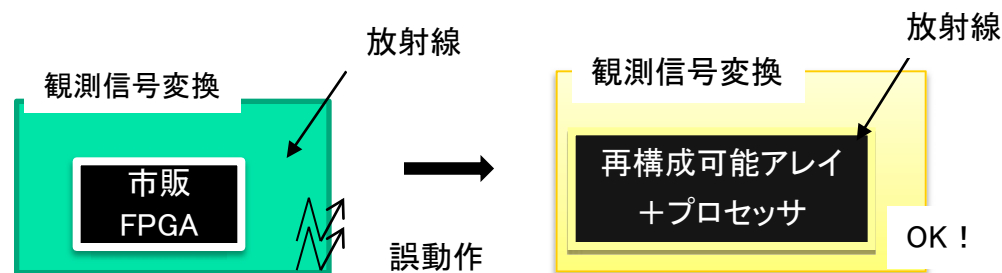 放射線
観測信号変換
市販
FPGA
誤動作
放射線
観測信号変換
再構成可能アレイ
＋プロセッサ
OK！